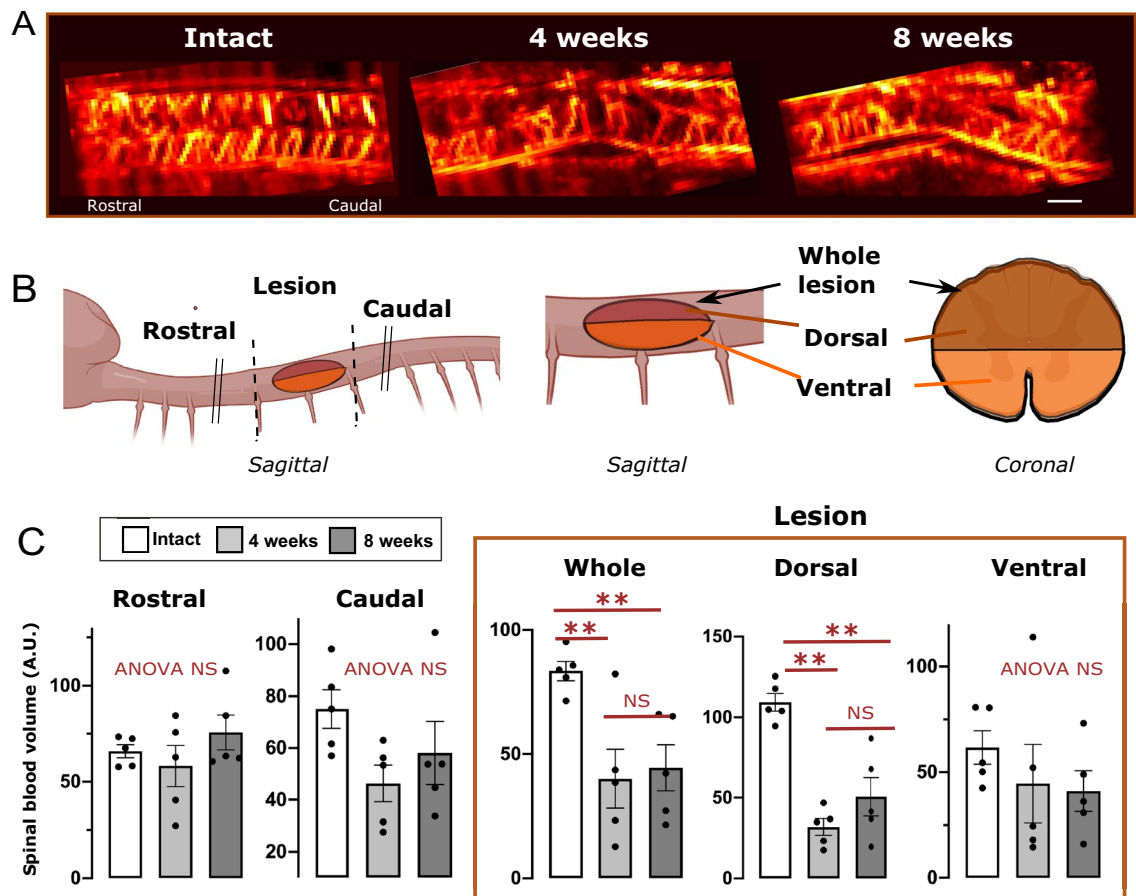 A
Intact
4 weeks
8 weeks
Rostral
Caudal
B
Lesion
Rostral
Caudal
Sagittal
Whole
lesion
Dorsal
Ventral
Sagittal
Coronal
C
Intact
4 weeks
8 weeks
Lesion
Rostral
Caudal
Whole
Dorsal
Ventral
Spinal blood volume (A.U.)
ANOVA NS
100
50
0
ANOVA NS
100
80
60
40
20
**
**
NS
100
50
0
**
**
NS
150
100
50
0
ANOVA NS
100
50
0